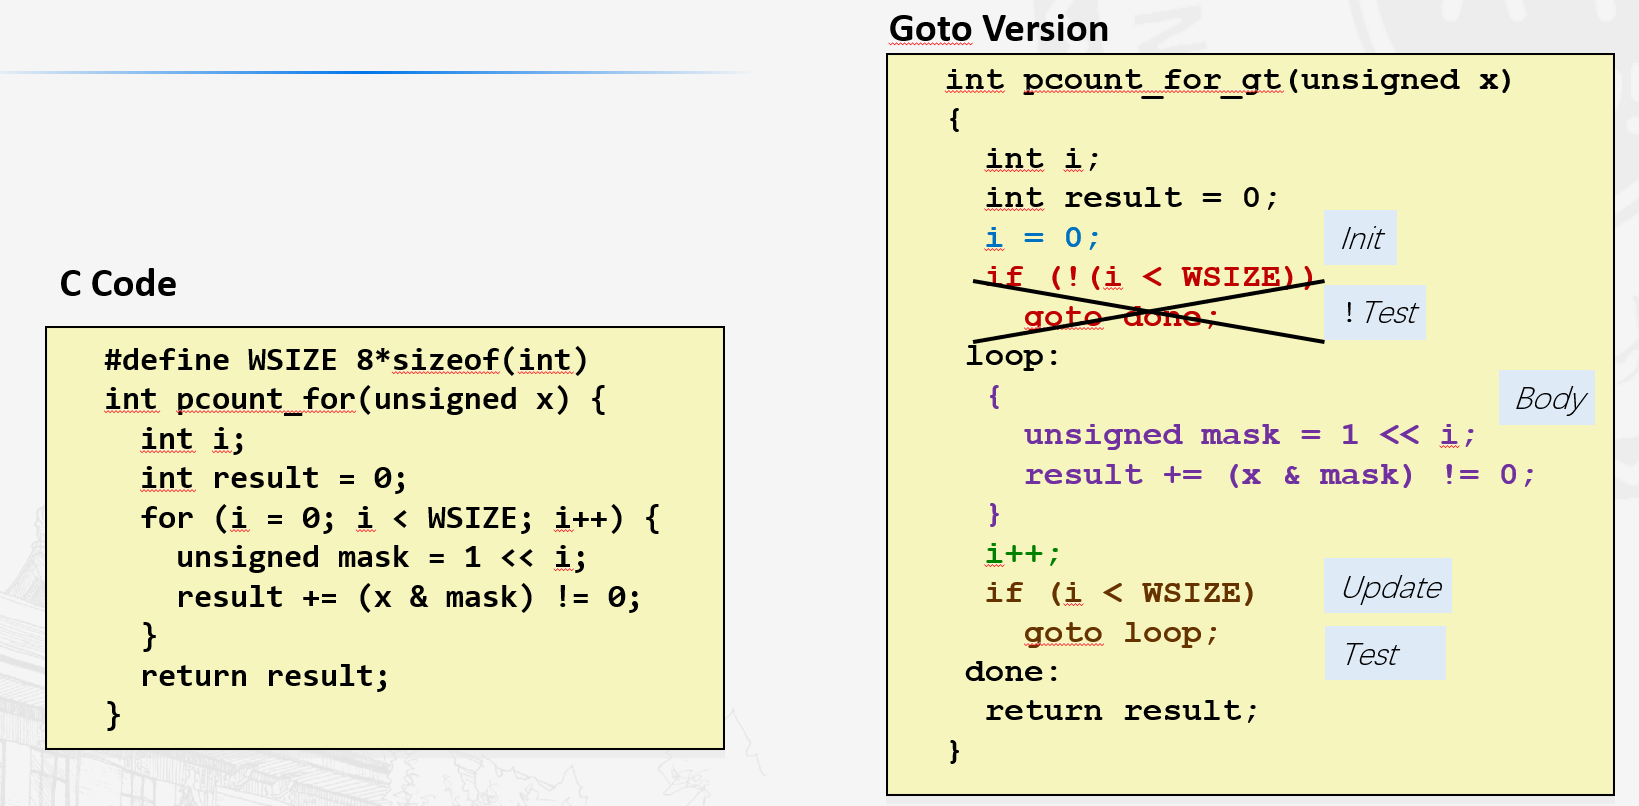 C Code
#define WSIZE 8*sizeof(int)
int pcount_for(unsigned x) {
  int i;
  int result = 0;
  for (i = 0; i < WSIZE; i++) {
    unsigned mask = 1 << i;
    result += (x & mask) != 0;
  }
  return result;
}
Goto Version
int pcount_for_gt(unsigned x)
{
  int i;
  int result = 0;
  i = 0;
Init
  if (!(i < WSIZE))
    goto done;
! Test
 loop:
  {
Body
    unsigned mask = 1 << i;
    result += (x & mask) != 0;
  }
  i++;
Update
  if (i < WSIZE)
    goto loop;
Test
 done:
  return result;
}